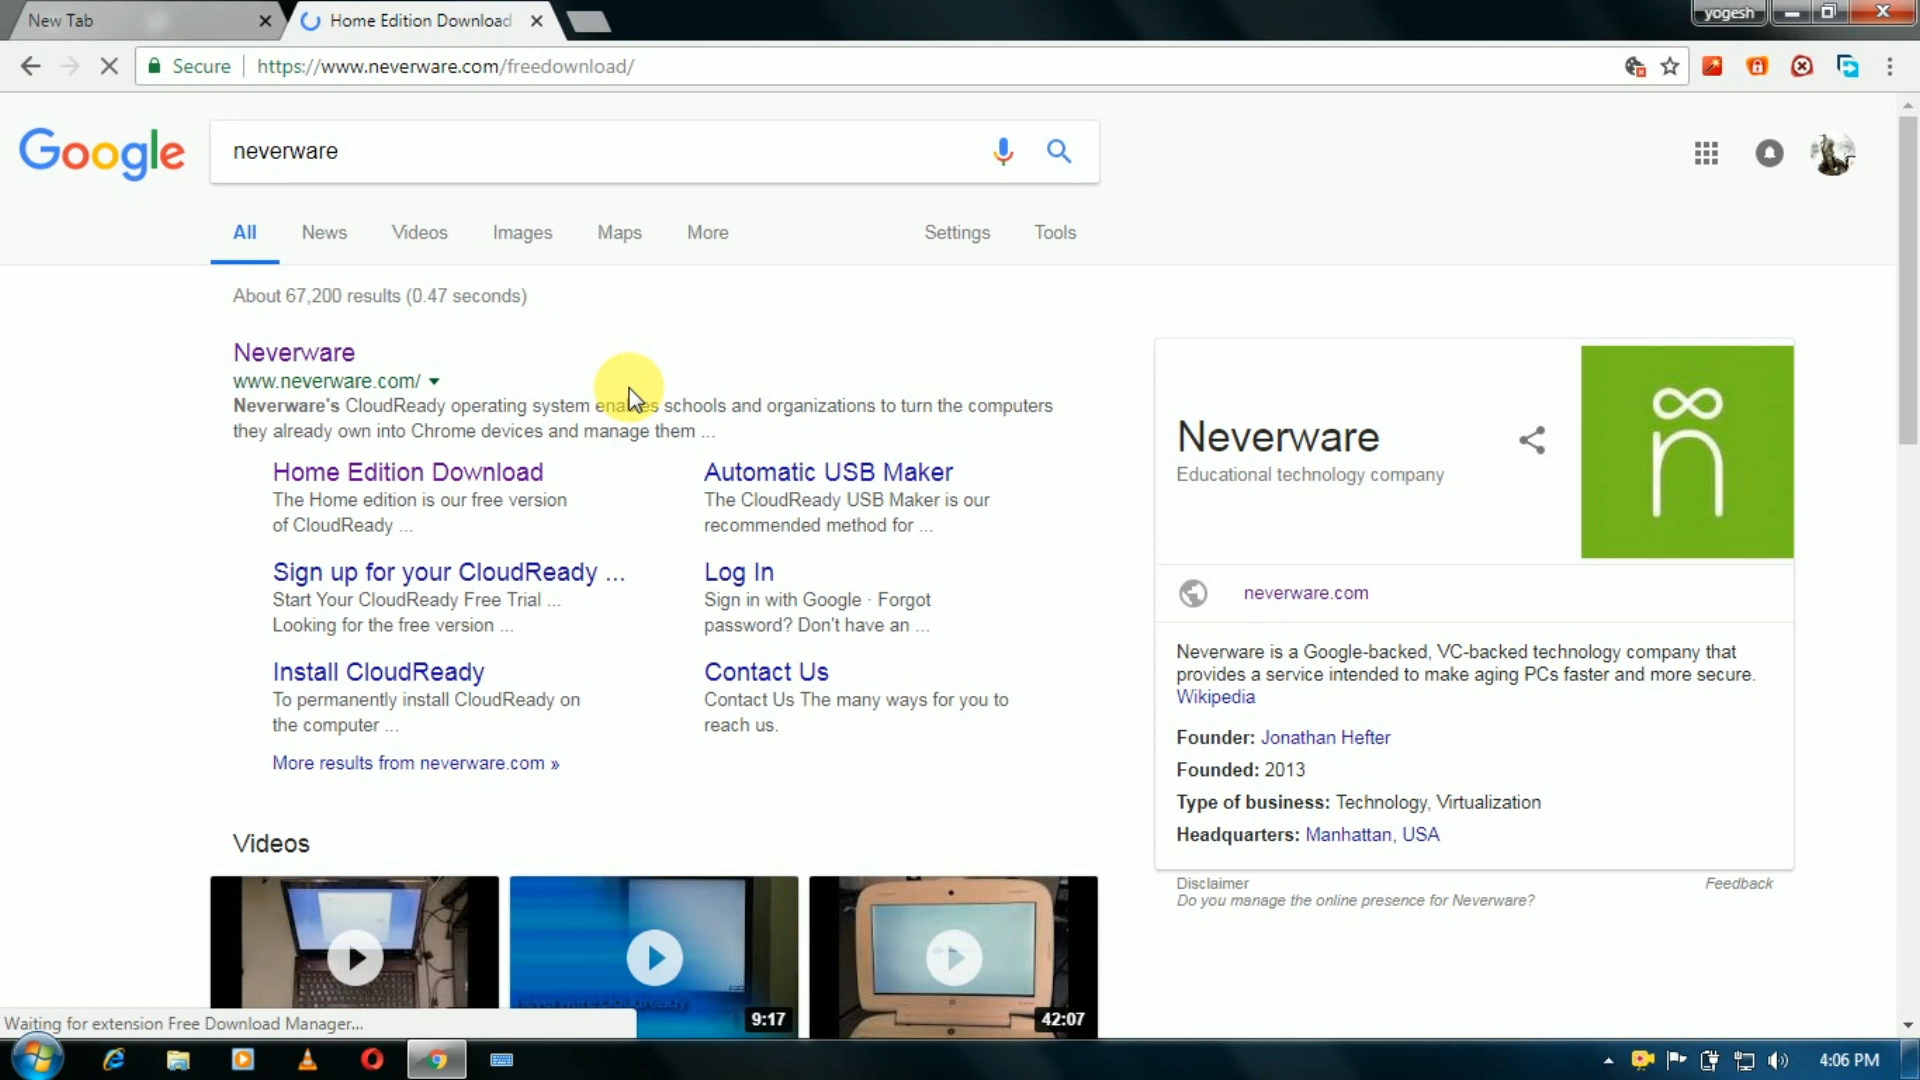 New Tab
Home Edition Download
yogesh
Secure
https://www.neverware.com/freedownload/
Google
neverware
All
News
Videos
Images
Maps
More
Settings
Tools
About 67,200 results (0.47 seconds)
Neverware
www.neverware.com/
Neverware's CloudReady operating system enables schools and organizations to turn the computers
they already own into Chrome devices and manage them ...
Home Edition Download
The Home edition is our free version
of CloudReady ...
Automatic USB Maker
The CloudReady USB Maker is our
recommended method for ...
Sign up for your CloudReady ...
Start Your CloudReady Free Trial ...
Looking for the free version ...
Log In
Sign in with Google · Forgot
password? Don't have an ...
Install CloudReady
To permanently install CloudReady on
the computer ...
Contact Us
Contact Us The many ways for you to
reach us.
More results from neverware.com »
Neverware
Educational technology company
n
neverware.com
Neverware is a Google-backed, VC-backed technology company that
provides a service intended to make aging PCs faster and more secure.
Wikipedia
Founder: Jonathan Hefter
Founded: 2013
Type of business: Technology, Virtualization
Headquarters: Manhattan, USA
Disclaimer
Feedback
Do you manage the online presence for Neverware?
Videos
9:17
42:07
Waiting for extension Free Download Manager...
4:06 PM